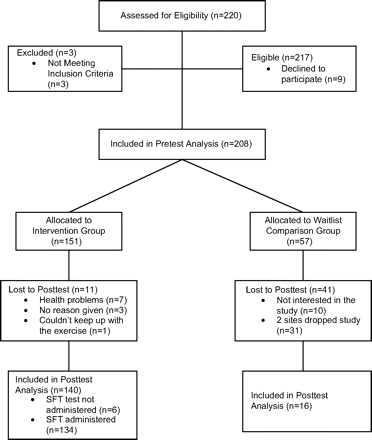 Assessed for Eligibility (n=220)
Excluded (n=3)
• Not Meeting
Inclusion Criteria
(n=3)
Eligible (n=217)
• Declined to
participate (n=9)
Included in Pretest Analysis (n=208)
Allocated to
Intervention Group
(n=151)
Allocated to Waitlist
Comparison Group
(n=57)
Lost to Posttest (n=11)
• Health problems (n=7)
• No reason given (n=3)
• Couldn't keep up with
the exercise (n=1)
Lost to Posttest (n=41)
• Not interested in the
study (n=10)
• 2 sites dropped study
(n=31)
Included in Posttest
Analysis (n=140)
• SFT test not
administered (n=6)
• SFT administered
(n=134)
Included in Posttest
Analysis (n=16)